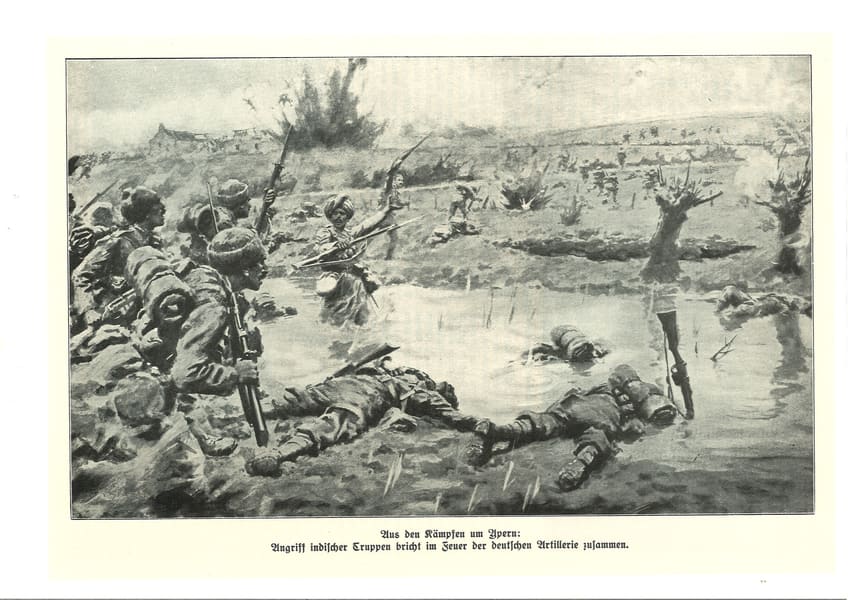 Aus den Kämpfen um Ypern:
Angriff indischer Truppen bricht im Feuer der deutschen Artillerie zusammen.